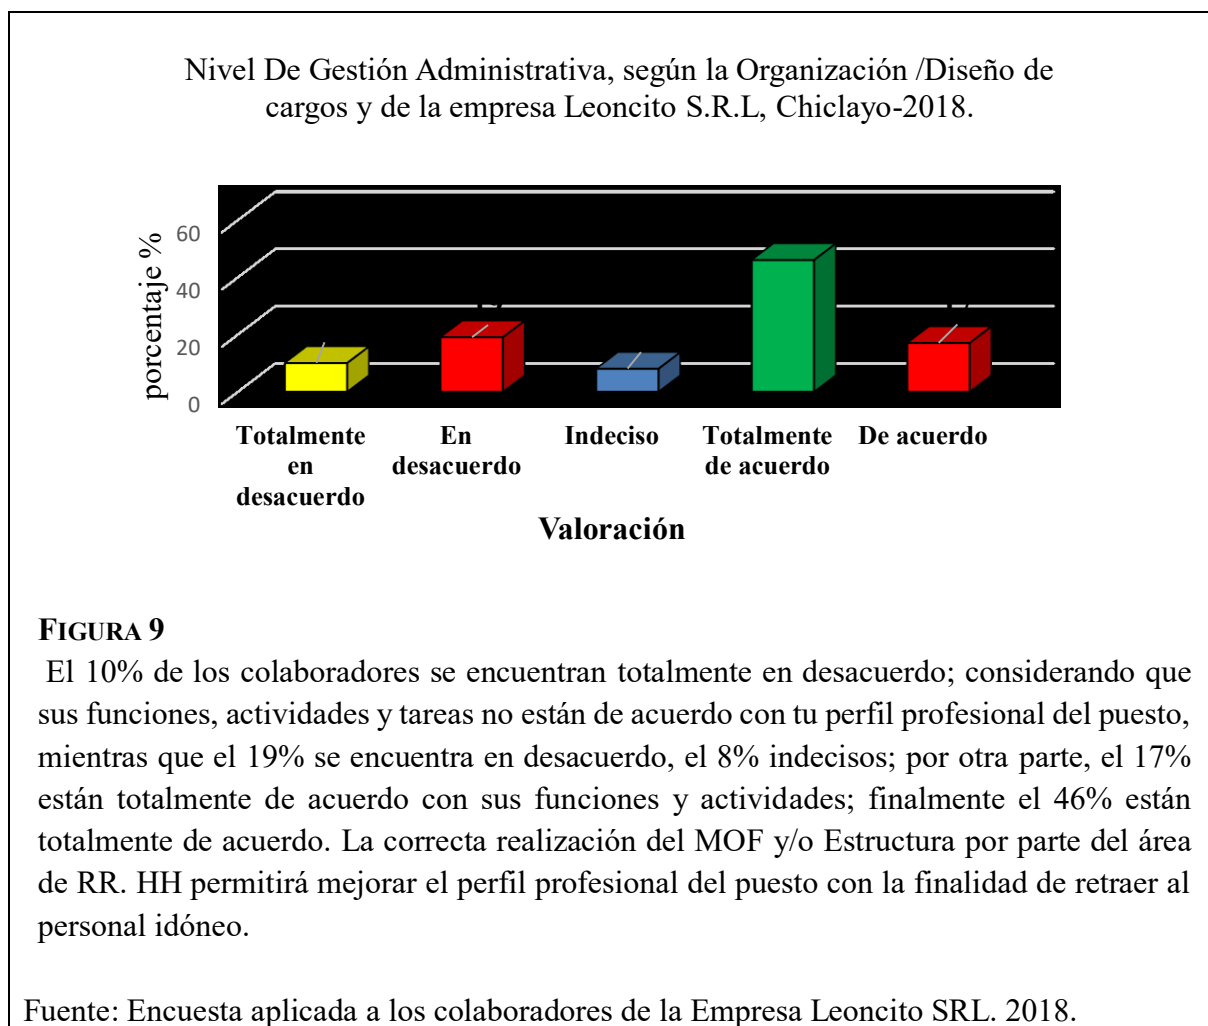 Nivel De Gestión Administrativa, según la Organización /Diseño de
cargos y de la empresa Leoncito S.R.L, Chiclayo-2018.
porcentaje %
60
40
20
0
Totalmente
en
desacuerdo
En
desacuerdo
Indeciso
Totalmente
de acuerdo
De acuerdo
Valoración
FIGURA 9
El 10% de los colaboradores se encuentran totalmente en desacuerdo; considerando que
sus funciones, actividades y tareas no están de acuerdo con tu perfil profesional del puesto,
mientras que el 19% se encuentra en desacuerdo, el 8% indecisos; por otra parte, el 17%
están totalmente de acuerdo con sus funciones y actividades; finalmente el 46% están
totalmente de acuerdo. La correcta realización del MOF y/o Estructura por parte del área
de RR. HH permitirá mejorar el perfil profesional del puesto con la finalidad de retraer al
personal idóneo.
Fuente: Encuesta aplicada a los colaboradores de la Empresa Leoncito SRL. 2018.